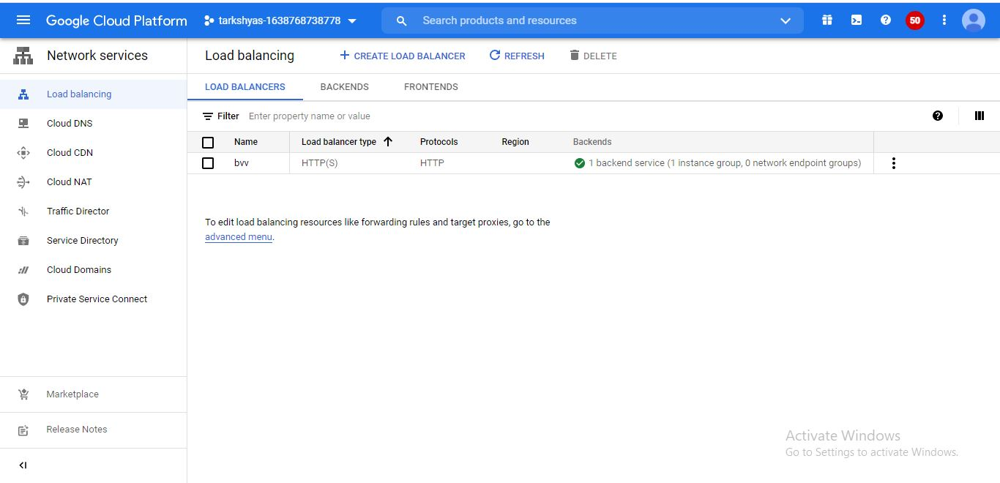 Google Cloud Platform
tarkshyas-1638768738778
Search products and resources
50
Network services
Load balancing
CREATE LOAD BALANCER
REFRESH
DELETE
Load balancing
Cloud DNS
Cloud CDN
Cloud NAT
Traffic Director
Service Directory
Cloud Domains
Private Service Connect
Marketplace
Release Notes
LOAD BALANCERS
BACKENDS
FRONTENDS
Filter Enter property name or value
Name Load balancer type Protocols Region Backends
bvv HTTP(S) HTTP 1 backend service (1 instance group, 0 network endpoint groups)
To edit load balancing resources like forwarding rules and target proxies, go to the
advanced menu.
Activate Windows
Go to Settings to activate Windows.